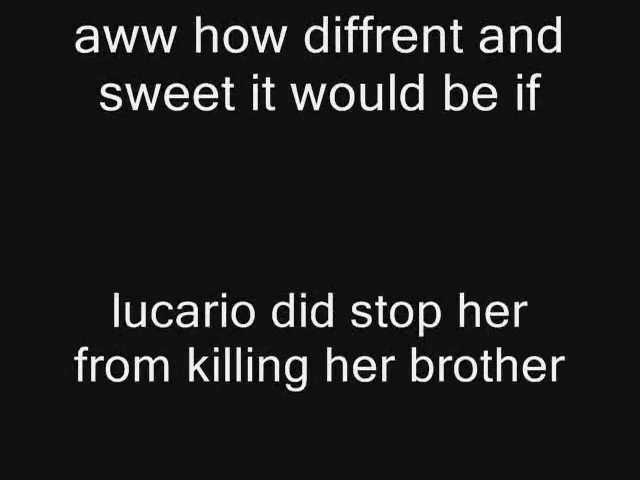 aww how diffrent and
sweet it would be if
lucario did stop her
from killing her brother